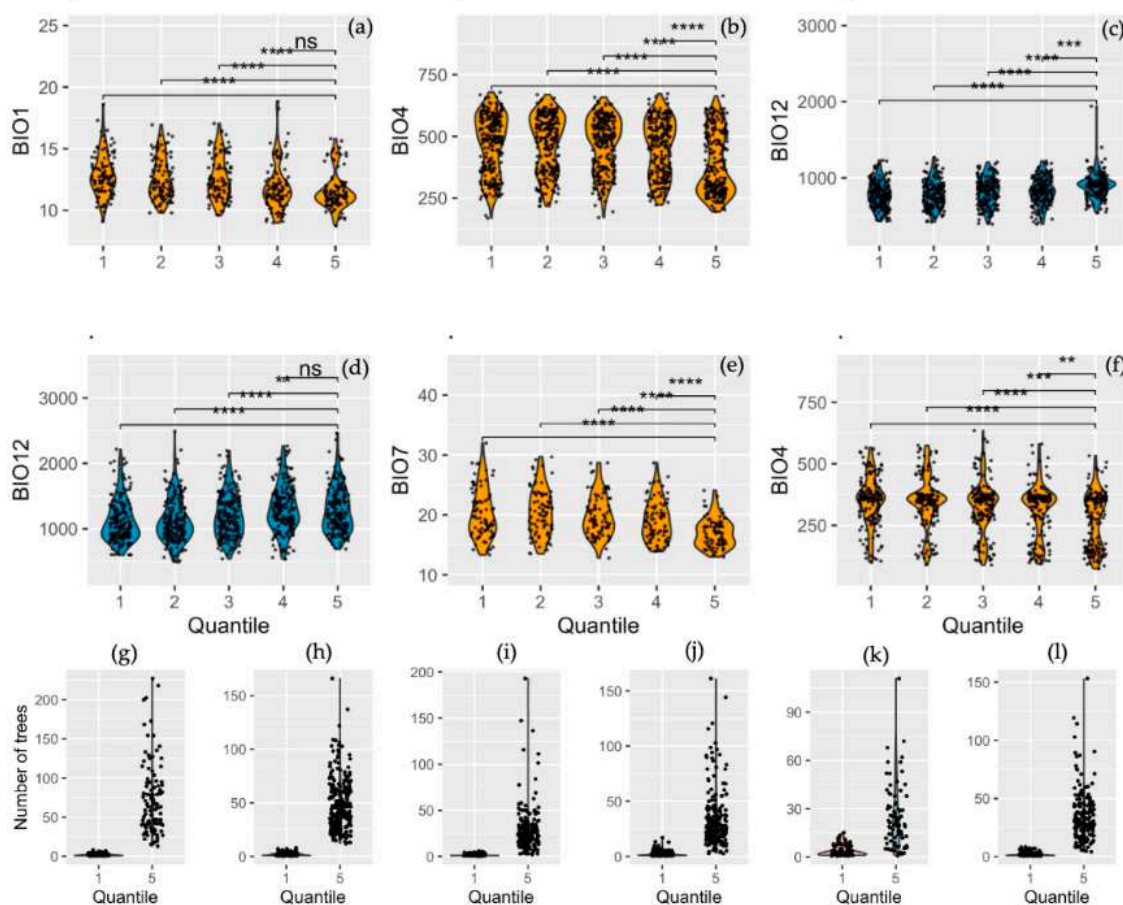 (a)
ns
****
****
****
BIO1
25
20
15
10
1 2 3 4 5
(b)
****
****
****
****
BIO4
750
500
250
1 2 3 4 5
(c)
***
****
****
****
BIO12
3000
2000
1000
1 2 3 4 5
(d)
ns
**
****
****
BIO12
3000
2000
1000
1 2 3 4 5
Quantile
(e)
****
****
****
****
BIO7
40
30
20
10
1 2 3 4 5
Quantile
(f)
**
***
****
****
BIO4
750
500
250
1 2 3 4 5
Quantile
(g)
Number of trees
200
150
100
50
0
1 5
Quantile
(h)
150
100
50
0
1 5
Quantile
(i)
200
150
100
50
0
1 5
Quantile
(j)
150
100
50
0
1 5
Quantile
(k)
90
60
30
0
1 5
Quantile
(l)
150
100
50
0
1 5
Quantile